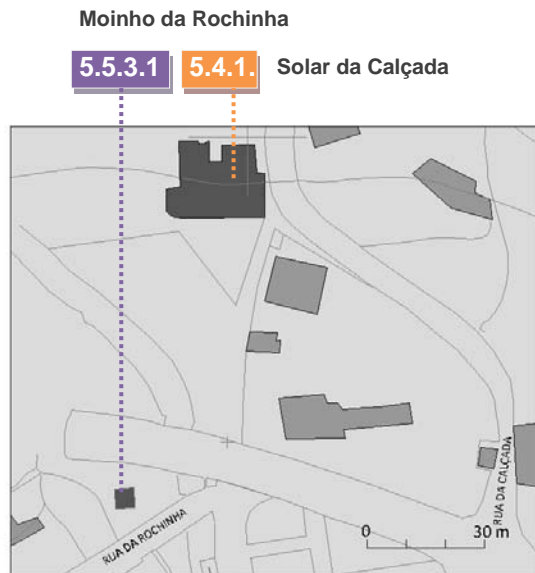 Moinho da Rochinha
5.5.3.1 5.4.1. Solar da Calçada
RUA DA CALÇADA
0 30 m
RUA DA ROCHINHA